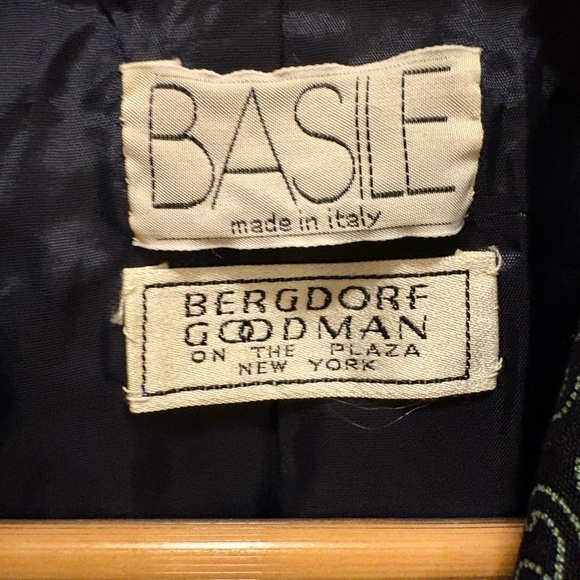 BASILE
made in italy
BERGDORF
GOODMAN
ON THE PLAZA
NEW YORK